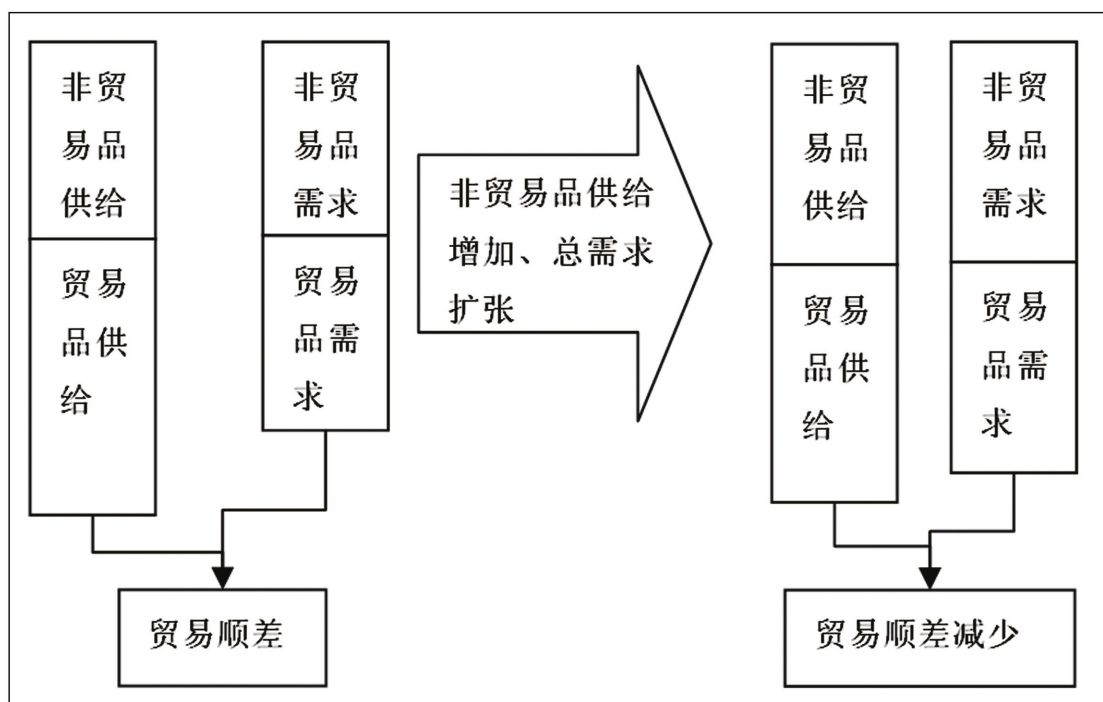 非贸
易品
供给
贸易
品供
给
非贸
易品
需求
贸易
品需
求
贸易顺差
非贸易品供给
增加、总需求
扩张
非贸
易品
供给
贸易
品供
给
非贸
易品
需求
贸易
品需
求
贸易顺差减少